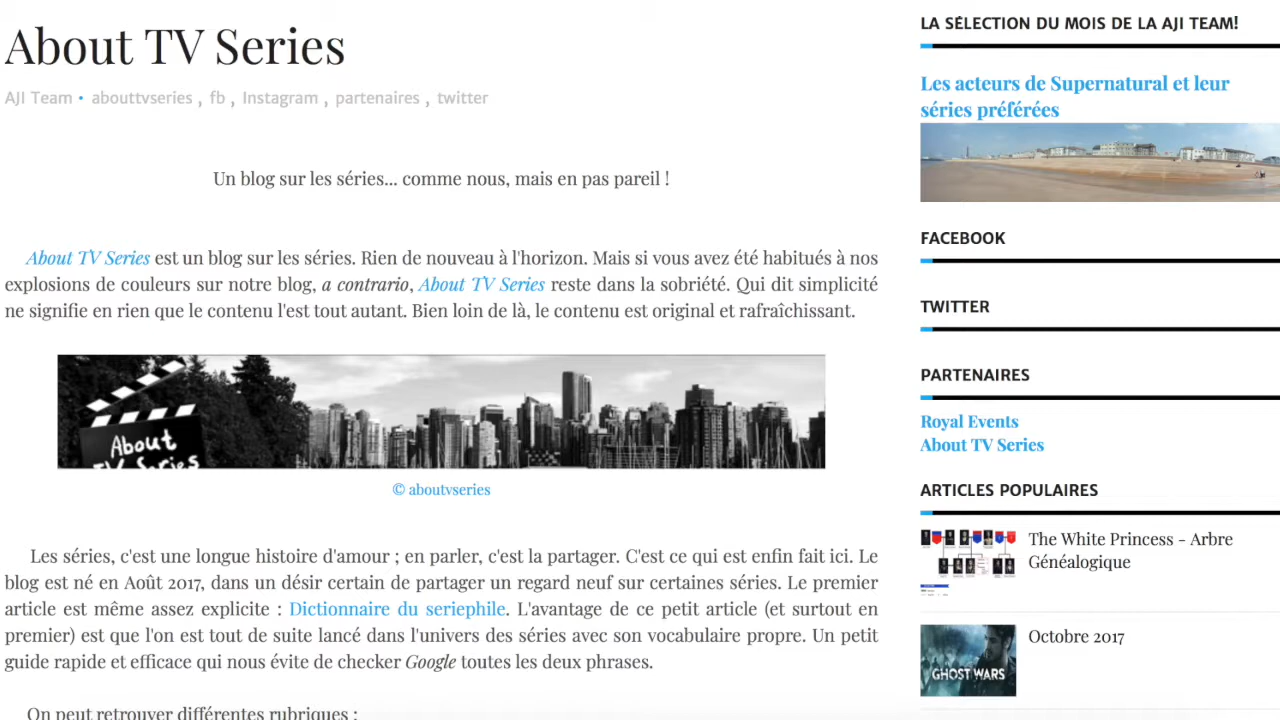 About TV Series
AJI Team • abouttvseries , fb , Instagram , partenaires , twitter
Un blog sur les séries... comme nous, mais en pas pareil !
About TV Series est un blog sur les séries. Rien de nouveau à l'horizon. Mais si vous avez été habitués à nos
explosions de couleurs sur notre blog, a contrario, About TV Series reste dans la sobriété. Qui dit simplicité
ne signifie en rien que le contenu l'est tout autant. Bien loin de là, le contenu est original et rafraîchissant.
About
TV Series
© aboutvseries
Les séries, c'est une longue histoire d'amour ; en parler, c'est la partager. C'est ce qui est enfin fait ici. Le
blog est né en Août 2017, dans un désir certain de partager un regard neuf sur certaines séries. Le premier
article est même assez explicite : Dictionnaire du seriephile. L'avantage de ce petit article (et surtout en
premier) est que l'on est tout de suite lancé dans l'univers des séries avec son vocabulaire propre. Un petit
guide rapide et efficace qui nous évite de checker Google toutes les deux phrases.
On peut retrouver différentes rubriques :
LA SÉLECTION DU MOIS DE LA AJI TEAM!
Les acteurs de Supernatural et leur
séries préférées
FACEBOOK
TWITTER
PARTENAIRES
Royal Events
About TV Series
ARTICLES POPULAIRES
The White Princess - Arbre
Généalogique
GHOST WARS
Octobre 2017